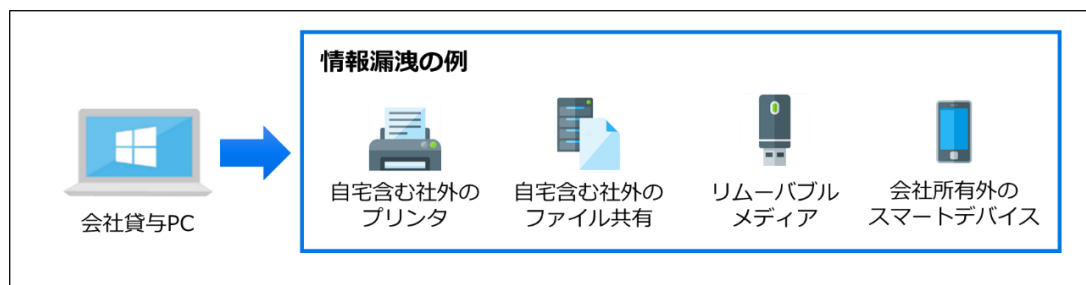 情報漏洩の例
会社貸与PC
自宅含む社外の
プリンタ
自宅含む社外の
ファイル共有
リムーバブル
メディア
会社所有外の
スマートデバイス